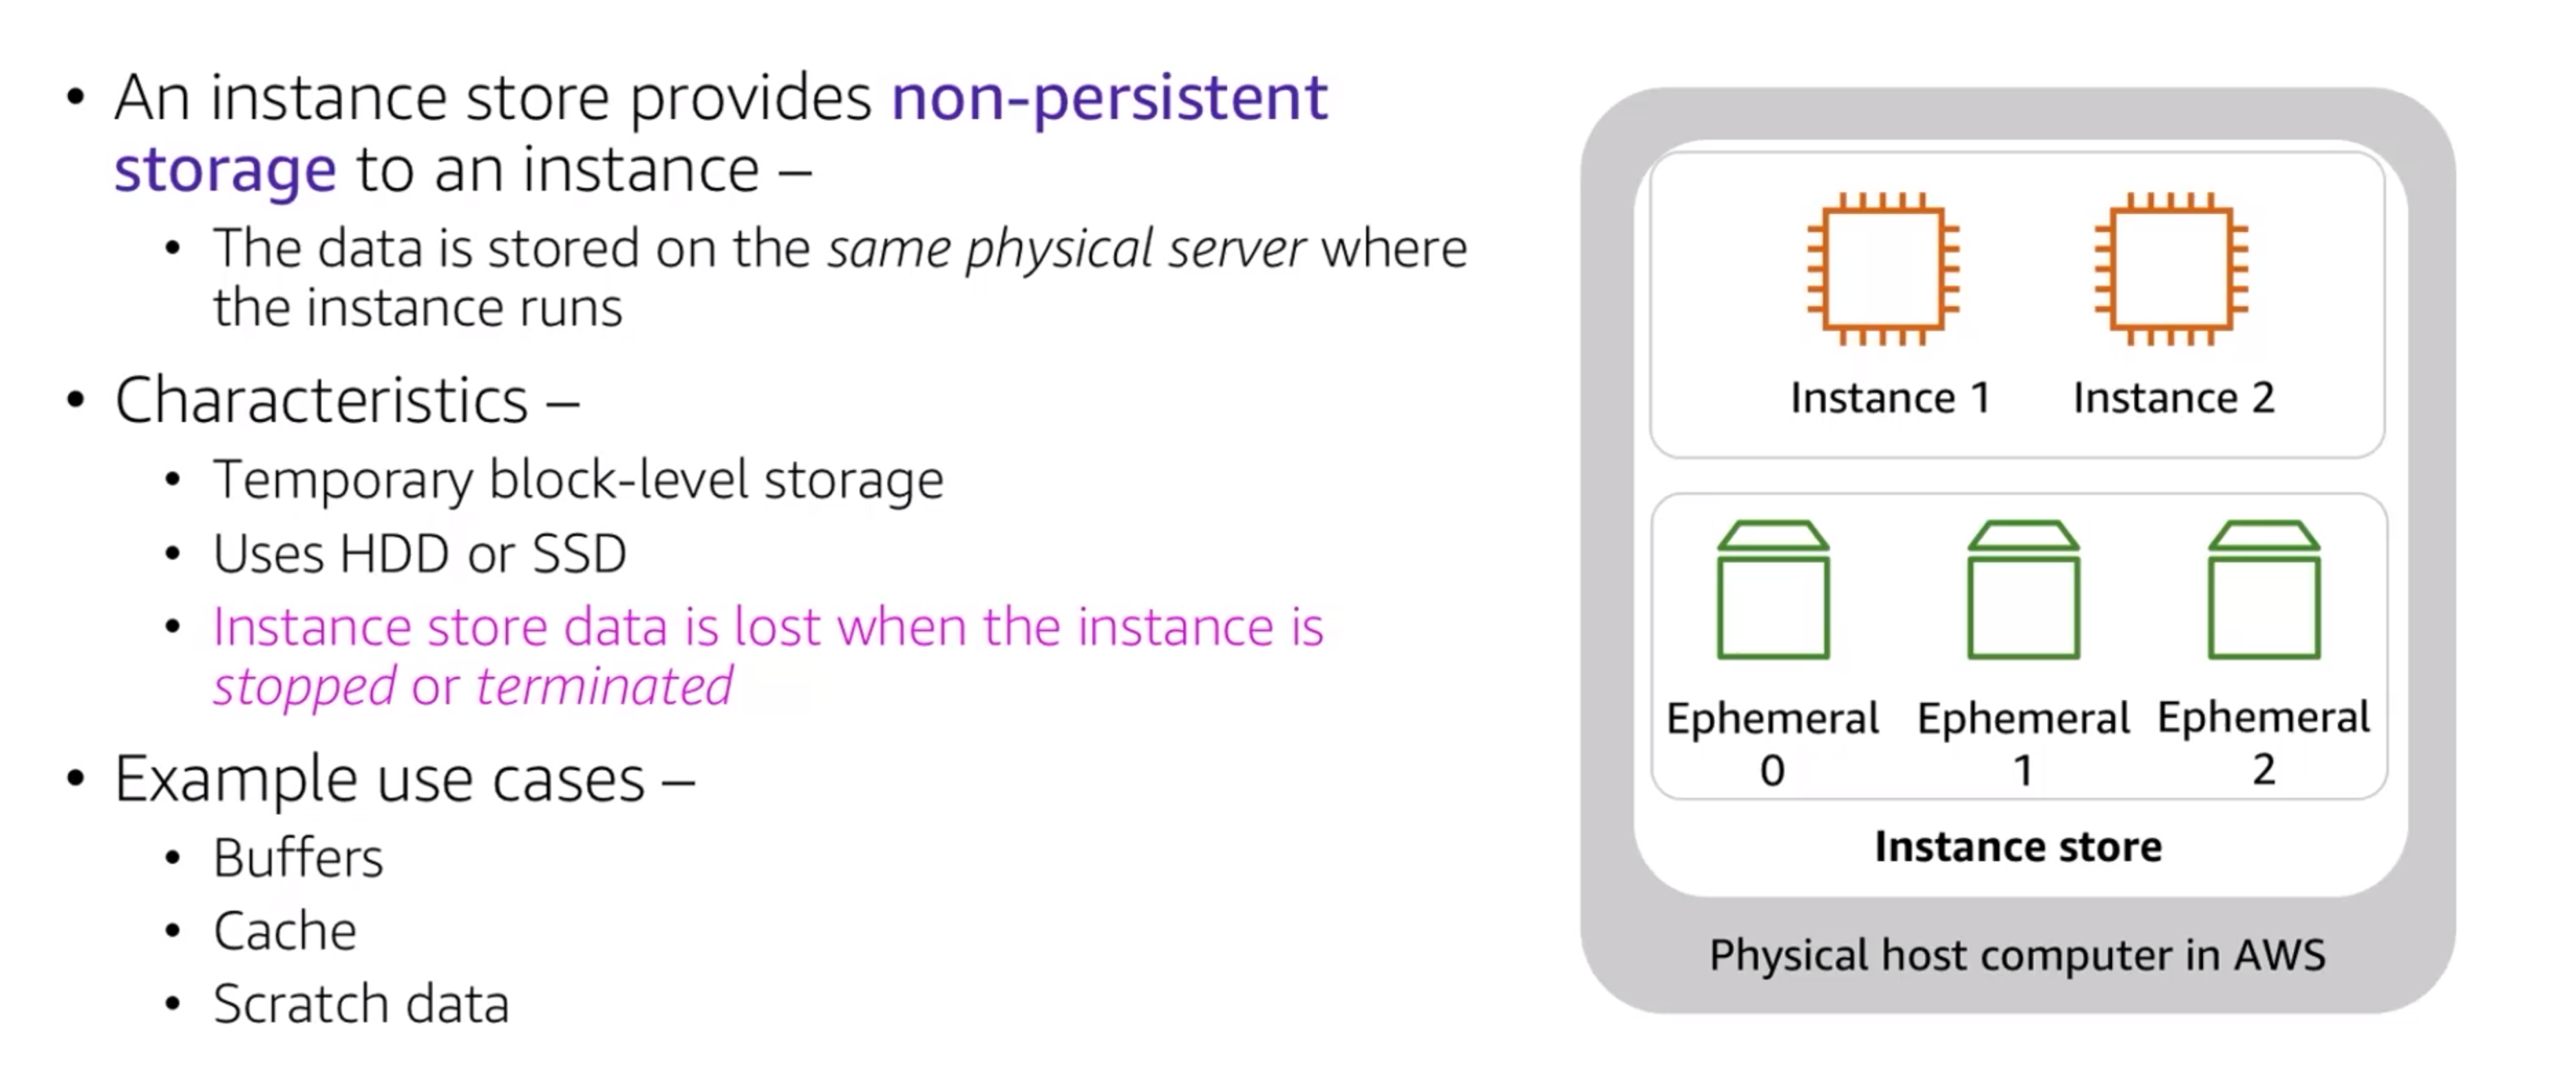 • An instance store provides non-persistent
storage to an instance –
• The data is stored on the same physical server where
the instance runs
• Characteristics –
• Temporary block-level storage
• Uses HDD or SSD
• Instance store data is lost when the instance is
stopped or terminated
• Example use cases –
• Buffers
• Cache
• Scratch data
Instance 1
Instance 2
Ephemeral
0
Ephemeral
1
Ephemeral
2
Instance store
Physical host computer in AWS